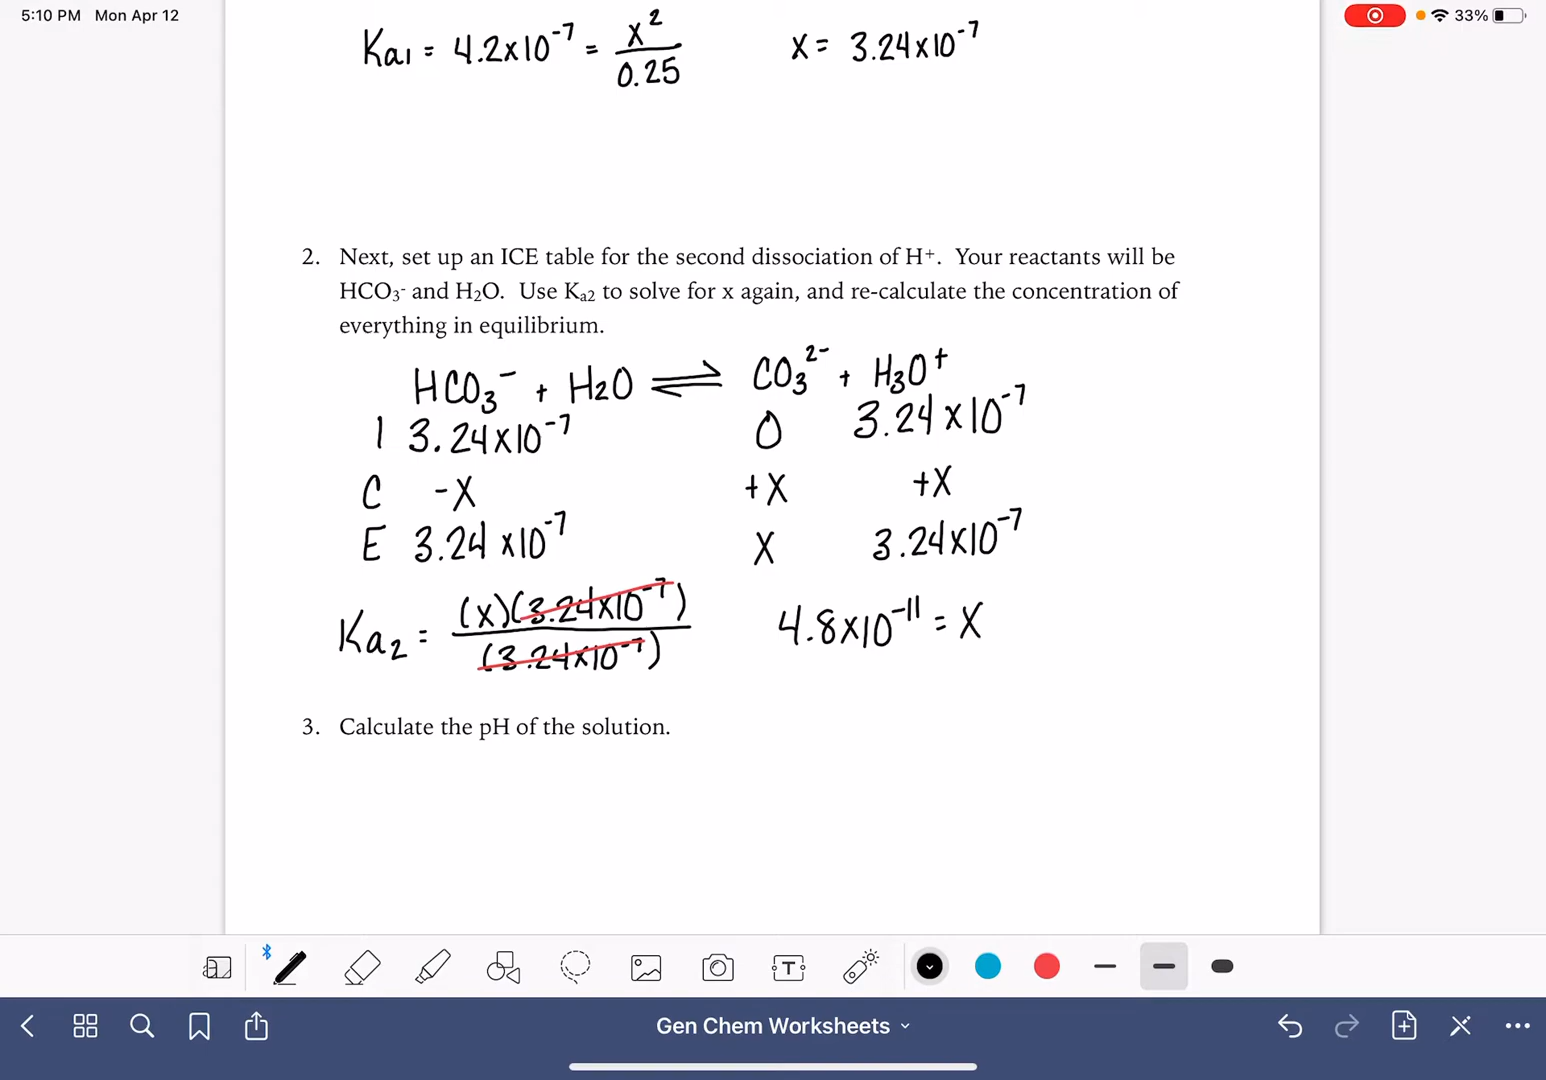 5:10 PM Mon Apr 12 33%
Ka1 = 4.2x10⁻⁷ = x²/0.25 x = 3.24x10⁻⁷
2. Next, set up an ICE table for the second dissociation of H⁺. Your reactants will be
HCO₃⁻ and H₂O. Use Kₐ₂ to solve for x again, and re-calculate the concentration of
everything in equilibrium.
HCO₃⁻ + H₂O ⇌ CO₃²⁻ + H₃O⁺
I 3.24x10⁻⁷ 0 3.24x10⁻⁷
C -X +X +X
E 3.24x10⁻⁷ X 3.24x10⁻⁷
Ka₂ = (x)(3.24x10⁻⁷)/(3.24x10⁻⁷) 4.8x10⁻¹¹ = X
3. Calculate the pH of the solution.
a
T
Gen Chem Worksheets